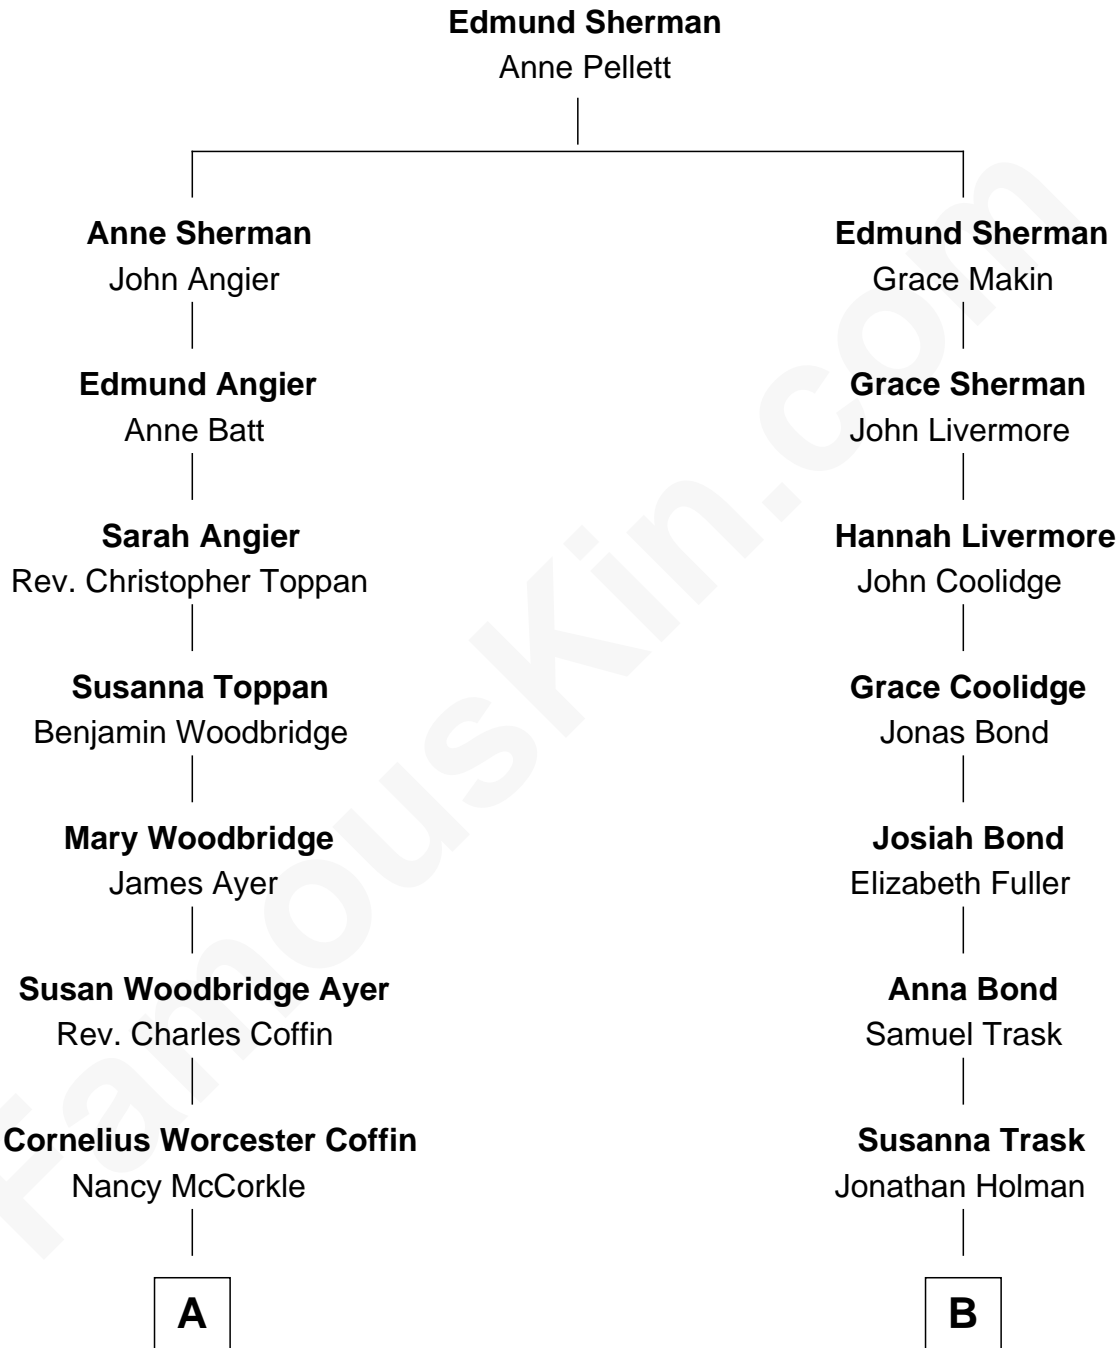 Edmund Sherman
Anne Pellett
Anne Sherman
John Angier
Edmund Angier
Anne Batt
Sarah Angier
Rev. Christopher Toppan
Susanna Toppan
Benjamin Woodbridge
Mary Woodbridge
James Ayer
Susan Woodbridge Ayer
Rev. Charles Coffin
Cornelius Worcester Coffin
Nancy McCorkle
A
Edmund Sherman
Grace Makin
Grace Sherman
John Livermore
Hannah Livermore
John Coolidge
Grace Coolidge
Jonas Bond
Josiah Bond
Elizabeth Fuller
Anna Bond
Samuel Trask
Susanna Trask
Jonathan Holman
B
FamousKin.com